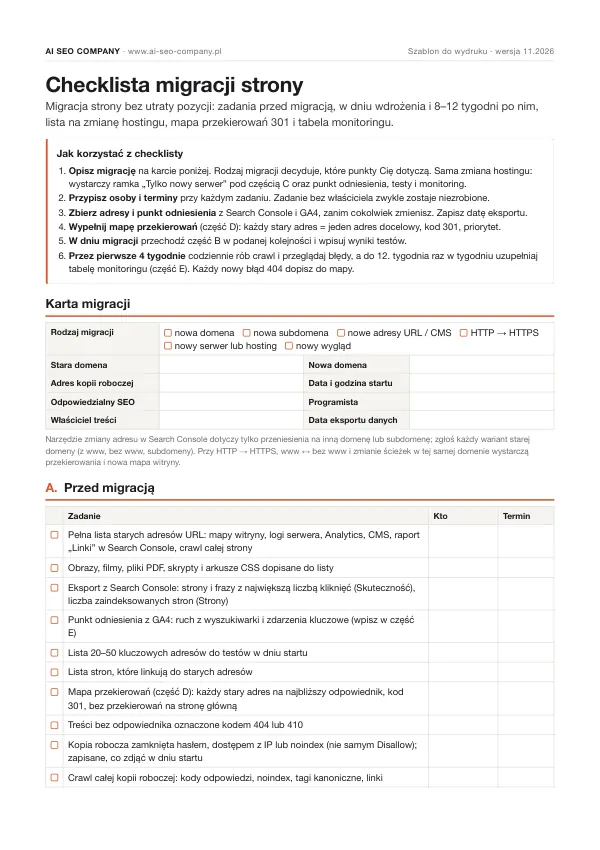 AI SEO COMPANY · www.ai-seo-company.pl
Szablon do wydruku · wersja 11.2026
Checklista migracji strony
Migracja strony bez utraty pozycji: zadania przed migracją, w dniu wdrożenia i 8–12 tygodni po nim,
lista na zmianę hostingu, mapa przekierowań 301 i tabela monitoringu.
Jak korzystać z checklisty
1. Opisz migrację na karcie poniżej. Rodzaj migracji decyduje, które punkty Cię dotyczą. Sama zmiana hostingu:
wystarczy ramka „Tylko nowy serwer” pod częścią C oraz punkt odniesienia, testy i monitoring.
2. Przypisz osoby i terminy przy każdym zadaniu. Zadanie bez właściciela zwykle zostaje niezrobione.
3. Zbierz adresy i punkt odniesienia z Search Console i GA4, zanim cokolwiek zmienisz. Zapisz datę eksportu.
4. Wypełnij mapę przekierowań (część D): każdy stary adres = jeden adres docelowy, kod 301, priorytet.
5. W dniu migracji przechodź część B w podanej kolejności i wpisuj wyniki testów.
6. Przez pierwsze 4 tygodnie codziennie rób crawl i przeglądaj błędy, a do 12. tygodnia raz w tygodniu uzupełniaj
tabelę monitoringu (część E). Każdy nowy błąd 404 dopisz do mapy.
Karta migracji
Rodzaj migracji
nowa domena nowa subdomena nowe adresy URL / CMS HTTP → HTTPS
nowy serwer lub hosting nowy wygląd
Stara domena
Nowa domena
Adres kopii roboczej
Data i godzina startu
Odpowiedzialny SEO
Programista
Właściciel treści
Data eksportu danych
Narzędzie zmiany adresu w Search Console dotyczy tylko przeniesienia na inną domenę lub subdomenę; zgłoś każdy wariant starej
domeny (z www, bez www, subdomeny). Przy HTTP → HTTPS, www ↔ bez www i zmianie ścieżek w tej samej domenie wystarczą
przekierowania i nowa mapa witryny.
A. Przed migracją
Zadanie Kto Termin
Pełna lista starych adresów URL: mapy witryny, logi serwera, Analytics, CMS, raport
„Linki” w Search Console, crawl całej strony
Obrazy, filmy, pliki PDF, skrypty i arkusze CSS dopisane do listy
Eksport z Search Console: strony i frazy z największą liczbą kliknięć (Skuteczność),
liczba zaindeksowanych stron (Strony)
Punkt odniesienia z GA4: ruch z wyszukiwarki i zdarzenia kluczowe (wpisz w część
E)
Lista 20–50 kluczowych adresów do testów w dniu startu
Lista stron, które linkują do starych adresów
Mapa przekierowań (część D): każdy stary adres na najbliższy odpowiednik, kod
301, bez przekierowań na stronę główną
Treści bez odpowiednika oznaczone kodem 404 lub 410
Kopia robocza zamknięta hasłem, dostępem z IP lub noindex (nie samym Disallow);
zapisane, co zdjąć w dniu startu
Crawl całej kopii roboczej: kody odpowiedzi, noindex, tagi kanoniczne, linki